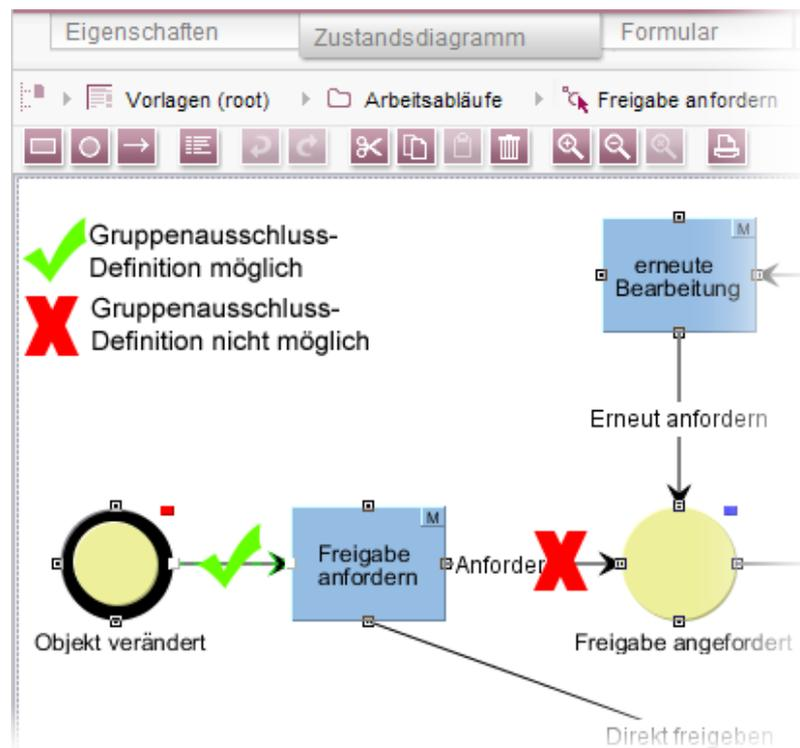 Eigenschaften
Zustandsdiagramm
Formular
Vorlagen (root)
Arbeitsabläufe
Freigabe anfordern
Gruppenausschluss-
Definition möglich
Gruppenausschluss-
Definition nicht möglich
M
erneute
Bearbeitung
Erneut anfordern
M
Freigabe
anfordern
Anforder
Objekt verändert
Freigabe angefordert
Direkt freigeben